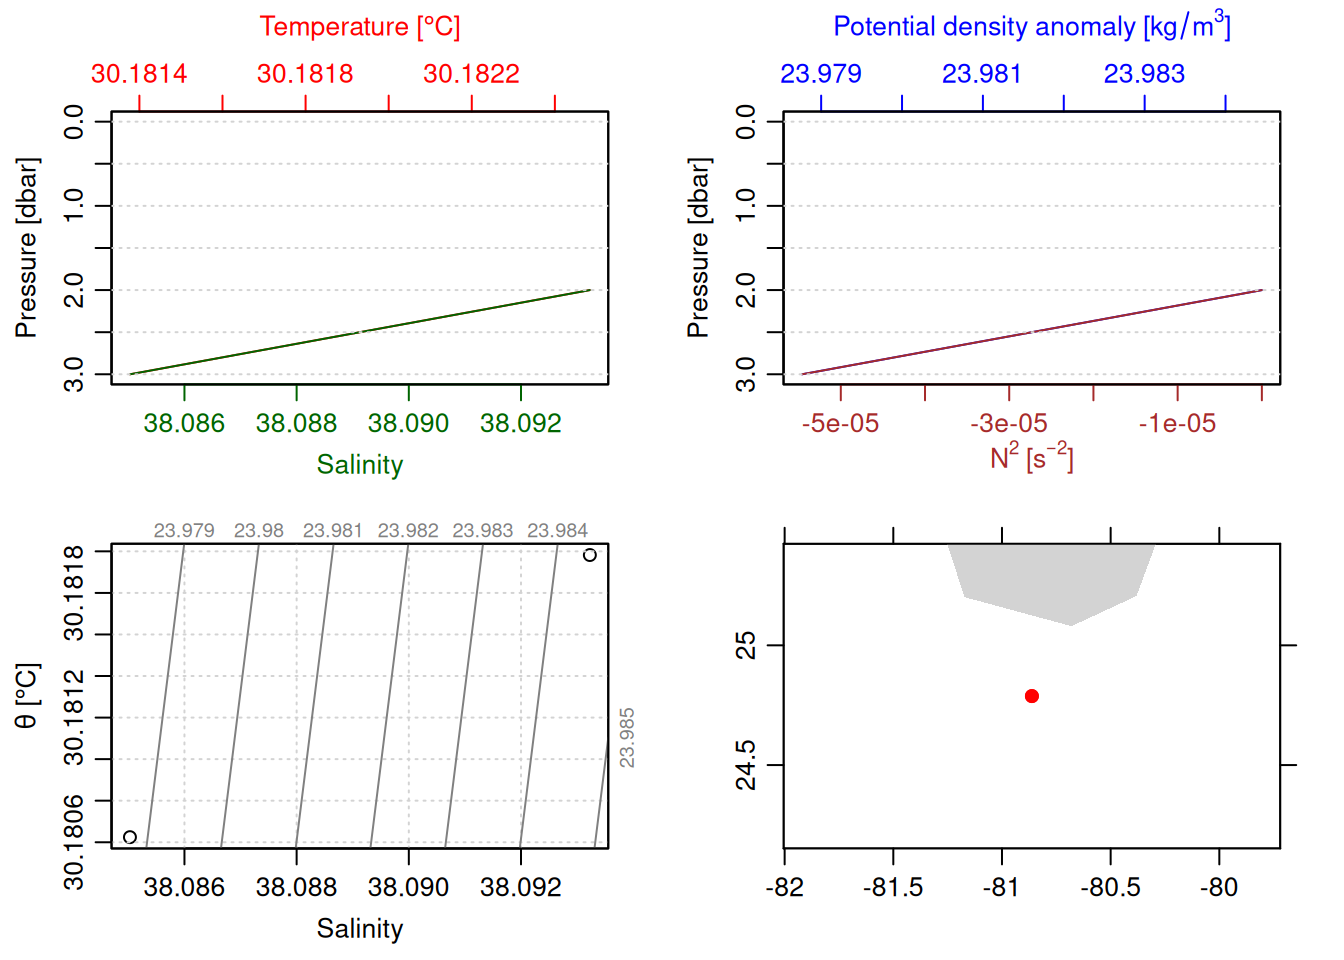 Temperature [°C]
30.1814 30.1818 30.1822
0.0
1.0
2.0
3.0
Pressure [dbar]
38.086 38.088 38.090 38.092
Salinity
Potential density anomaly [kg/m³]
23.979 23.981 23.983
0.0
1.0
2.0
3.0
Pressure [dbar]
-5e-05 -3e-05 -1e-05
N² [s⁻²]
23.979 23.98 23.981 23.982 23.983 23.984
23.985
30.1818
30.1812
30.1806
θ [°C]
38.086 38.088 38.090 38.092
Salinity
25
24.5
-82 -81.5 -81 -80.5 -80